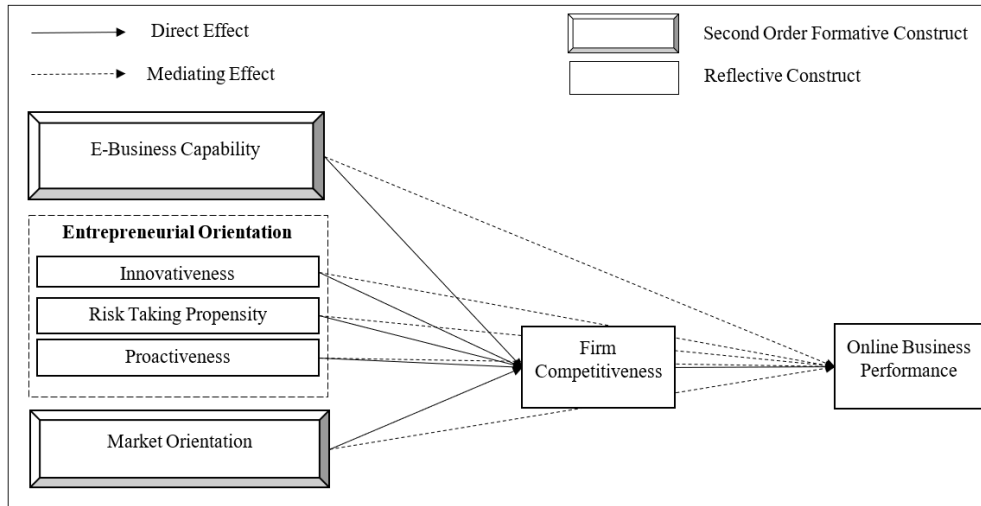 Direct Effect
Mediating Effect
Second Order Formative Construct
Reflective Construct
E-Business Capability
Entrepreneurial Orientation
Innovativeness
Risk Taking Propensity
Proactiveness
Market Orientation
Firm
Competitiveness
Online Business
Performance